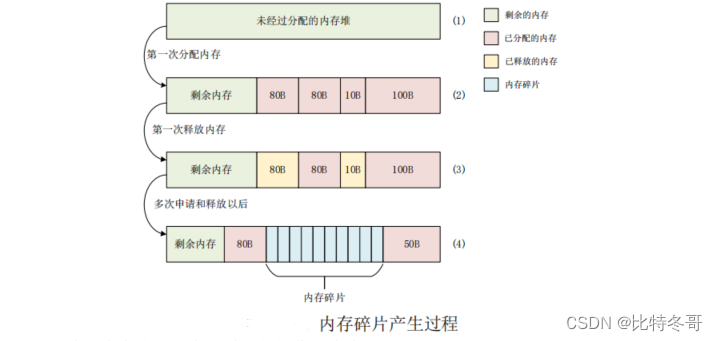 未经过分配的内存堆
(1)
剩余的内存
已分配的内存
已释放的内存
内存碎片
第一次分配内存
剩余内存
80B
80B
10B
100B
(2)
第一次释放内存
剩余内存
80B
80B
10B
100B
(3)
多次申请和释放以后
剩余内存
80B
50B
(4)
内存碎片
内存碎片产生过程
CSDN @比特冬哥